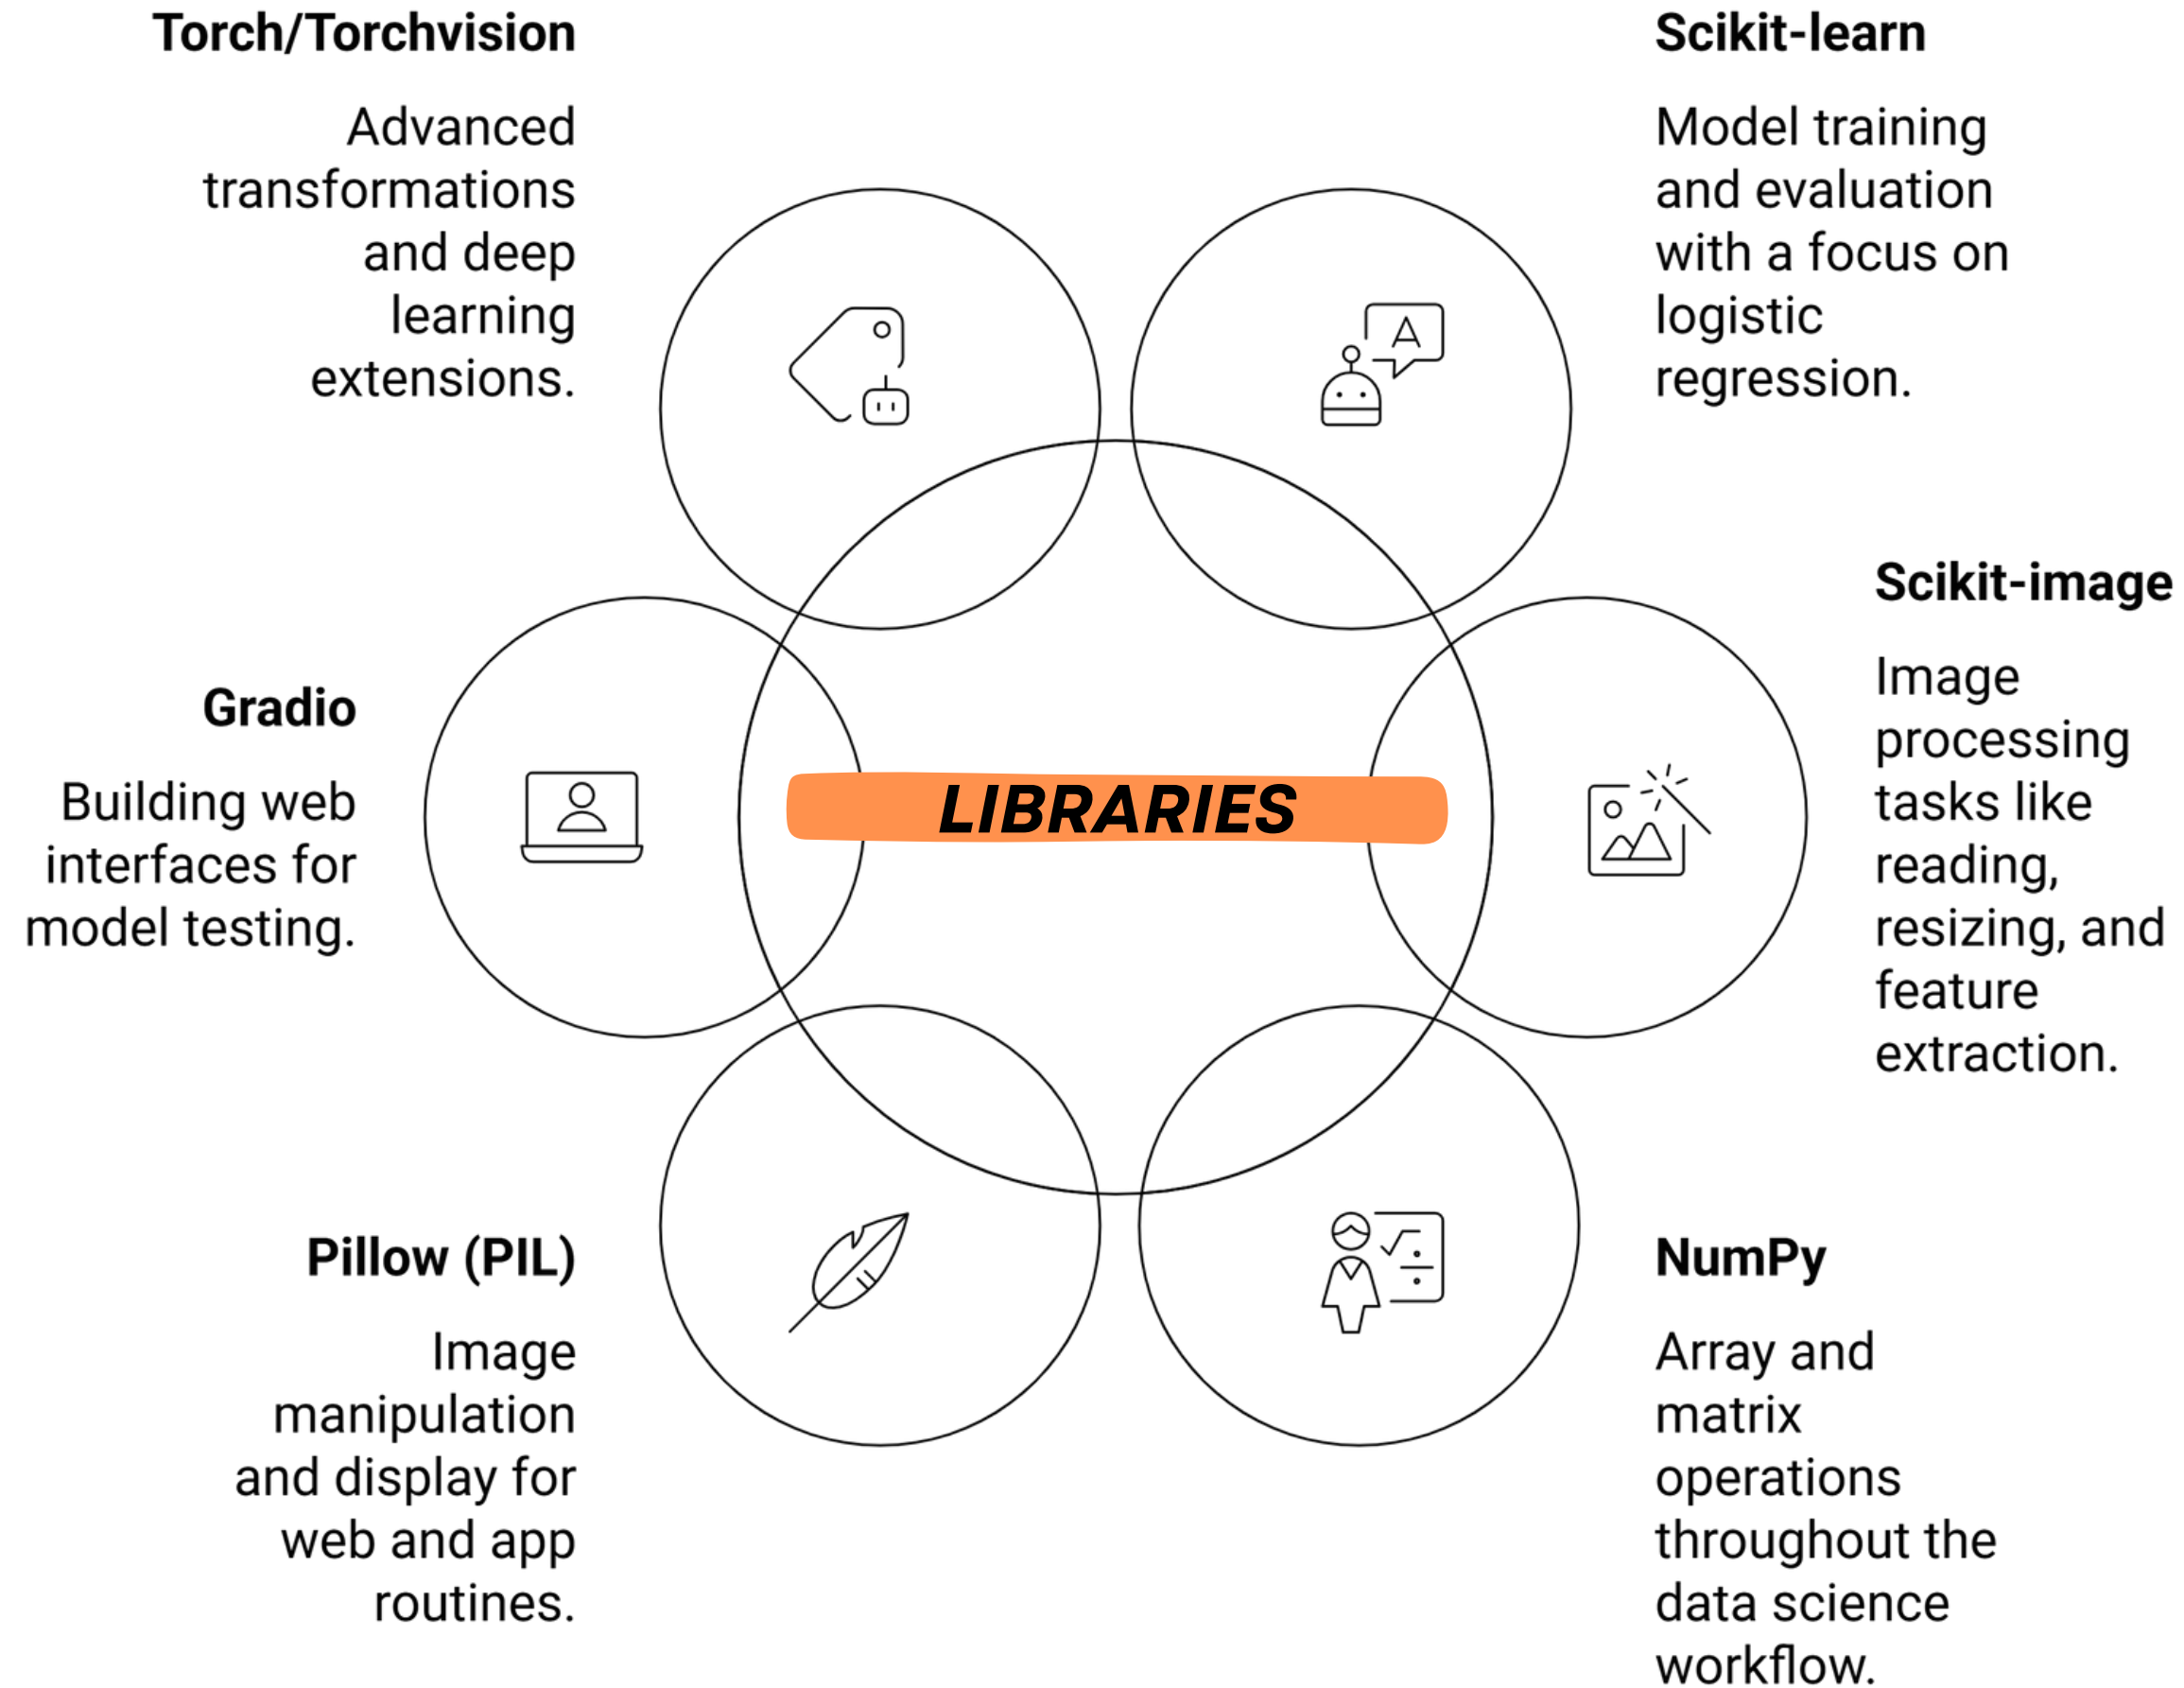 Torch/Torchvision
Advanced
transformations
and deep
learning
extensions.
Scikit-learn
Model training
and evaluation
with a focus on
logistic
regression.
A
Gradio
Building web
interfaces for
model testing.
LIBRARIES
Scikit-image
Image
processing
tasks like
reading,
resizing, and
feature
extraction.
Pillow (PIL)
Image
manipulation
and display for
web and app
routines.
NumPy
Array and
matrix
operations
throughout the
data science
workflow.